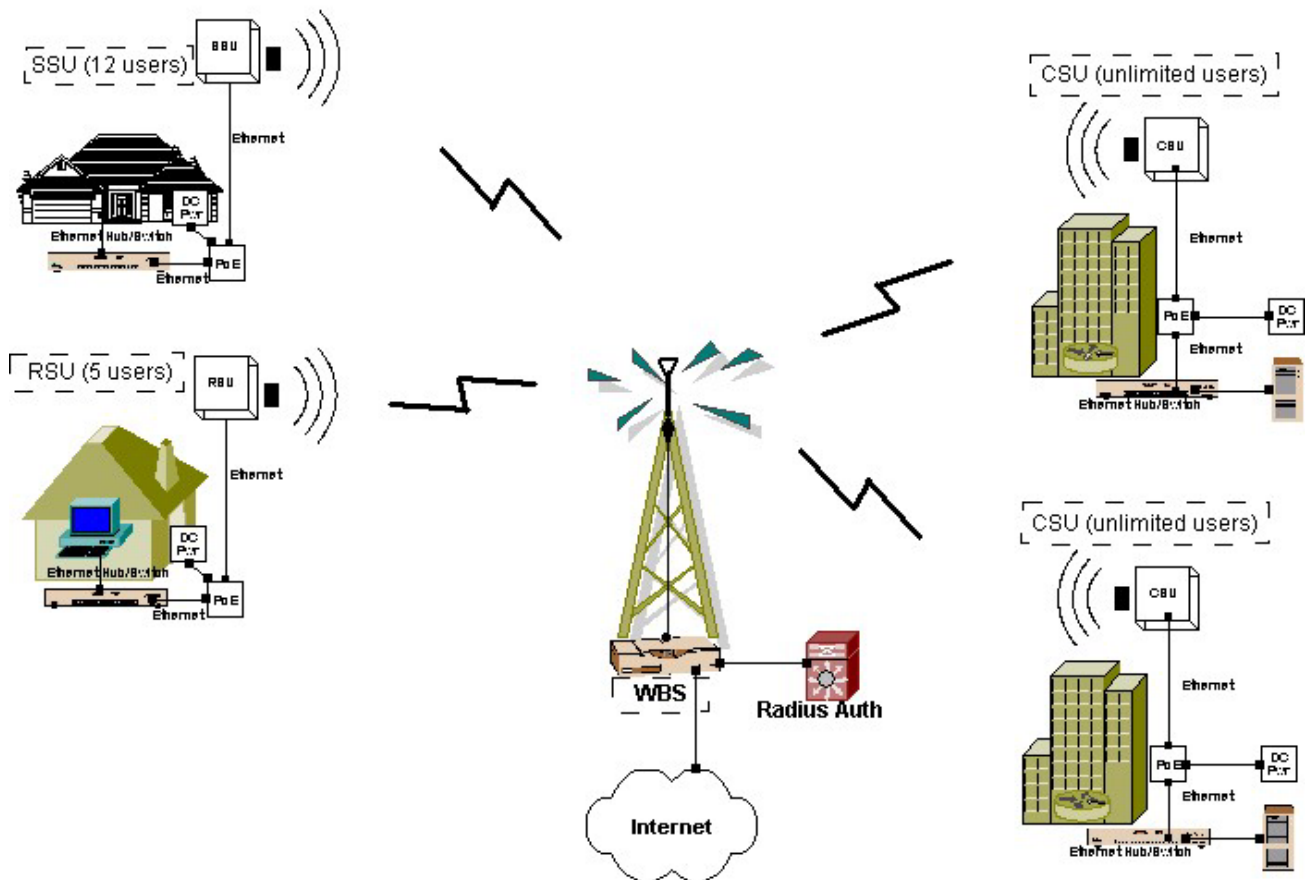 SSU
SSU (12 users)
Ethernet
DC
Pwr
Ethernet Hub/Switch
PoE
Ethernet
RSU (5 users)
RSU
Ethernet
DC
Pwr
Ethernet Hub/Switch
PoE
Ethernet
WBS
Radius Auth
Internet
CSU (unlimited users)
CSU
Ethernet
PoE
DC
Pwr
Ethernet
Ethernet Hub/Switch
CSU (unlimited users)
CSU
Ethernet
PoE
DC
Pwr
Ethernet
Ethernet Hub/Switch